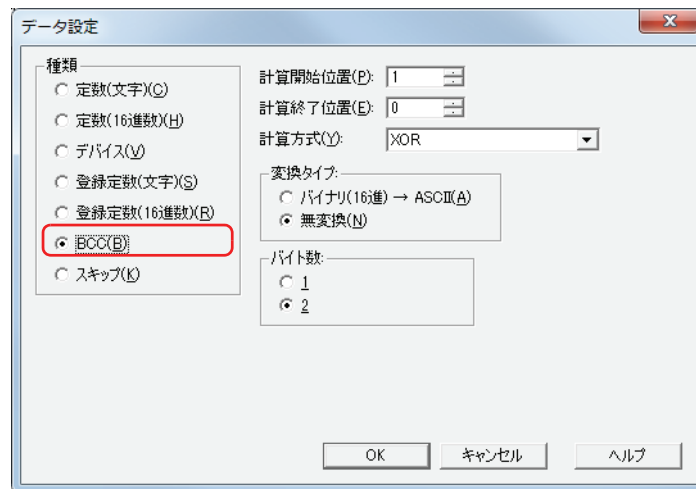 データ設定
種類
定数(文字)(C)
定数(16進数)(H)
デバイス(V)
登録定数(文字)(S)
登録定数(16進数)(R)
BCC(B)
スキップ(K)
計算開始位置(P): 1
計算終了位置(E): 0
計算方式(Y): XOR
変換タイプ:
バイナリ(16進) → ASCII(A)
無変換(N)
バイト数:
1
2
OK キャンセル ヘルプ